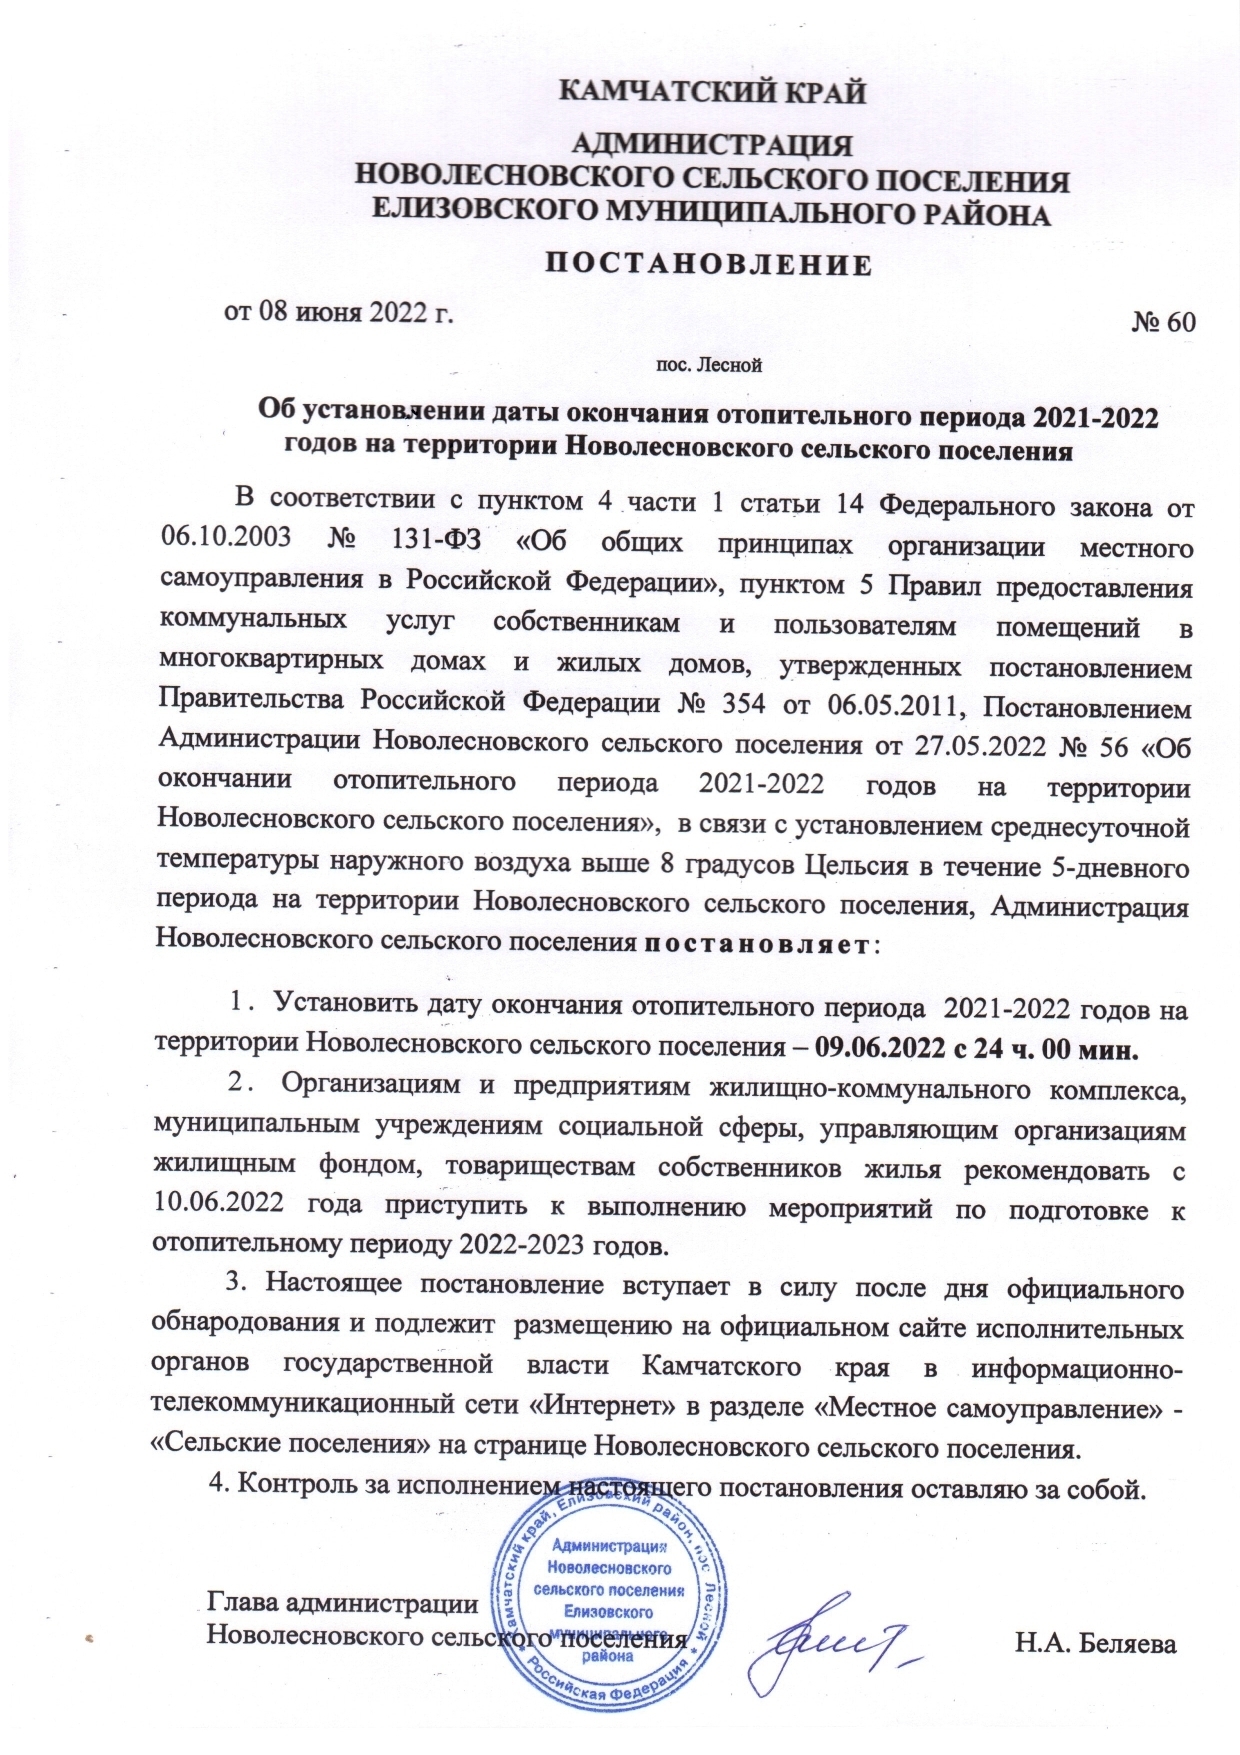 КАМЧАТСКИЙ КРАЙ
АДМИНИСТРАЦИЯ
НОВОЛЕСНОВСКОГО СЕЛЬСКОГО ПОСЕЛЕНИЯ
ЕЛИЗОВСКОГО МУНИЦИПАЛЬНОГО РАЙОНА
ПОСТАНОВЛЕНИЕ
от 08 июня 2022 г.
№ 60
пос. Лесной
Об установлении даты окончания отопительного периода 2021-2022
годов на территории Новолесновского сельского поселения
В соответствии с пунктом 4 части 1 статьи 14 Федерального закона от
06.10.2003 № 131-ФЗ «Об общих принципах организации местного
самоуправления в Российской Федерации», пунктом 5 Правил предоставления
коммунальных услуг собственникам и пользователям помещений в
многоквартирных домах и жилых домов, утвержденных постановлением
Правительства Российской Федерации № 354 от 06.05.2011, Постановлением
Администрации Новолесновского сельского поселения от 27.05.2022 № 56 «Об
окончании отопительного периода 2021-2022 годов на территории
Новолесновского сельского поселения», в связи с установлением среднесуточной
температуры наружного воздуха выше 8 градусов Цельсия в течение 5-дневного
периода на территории Новолесновского сельского поселения, Администрация
Новолесновского сельского поселения постановляет:
1. Установить дату окончания отопительного периода 2021-2022 годов на
территории Новолесновского сельского поселения – 09.06.2022 с 24 ч. 00 мин.
2. Организациям и предприятиям жилищно-коммунального комплекса,
муниципальным учреждениям социальной сферы, управляющим организациям
жилищным фондом, товариществам собственников жилья рекомендовать с
10.06.2022 года приступить к выполнению мероприятий по подготовке к
отопительному периоду 2022-2023 годов.
3. Настоящее постановление вступает в силу после дня официального
обнародования и подлежит размещению на официальном сайте исполнительных
органов государственной власти Камчатского края в информационно-
телекоммуникационный сети «Интернет» в разделе «Местное самоуправление» -
«Сельские поселения» на странице Новолесновского сельского поселения.
4. Контроль за исполнением настоящего постановления оставляю за собой.
Камчатский край, Елизовский район, пос. Лесной
* Российская Федерация *
Администрация
Новолесновского
сельского поселения
Елизовского
муниципального
района
Глава администрации
Новолесновского сельского поселения
Н.А. Беляева